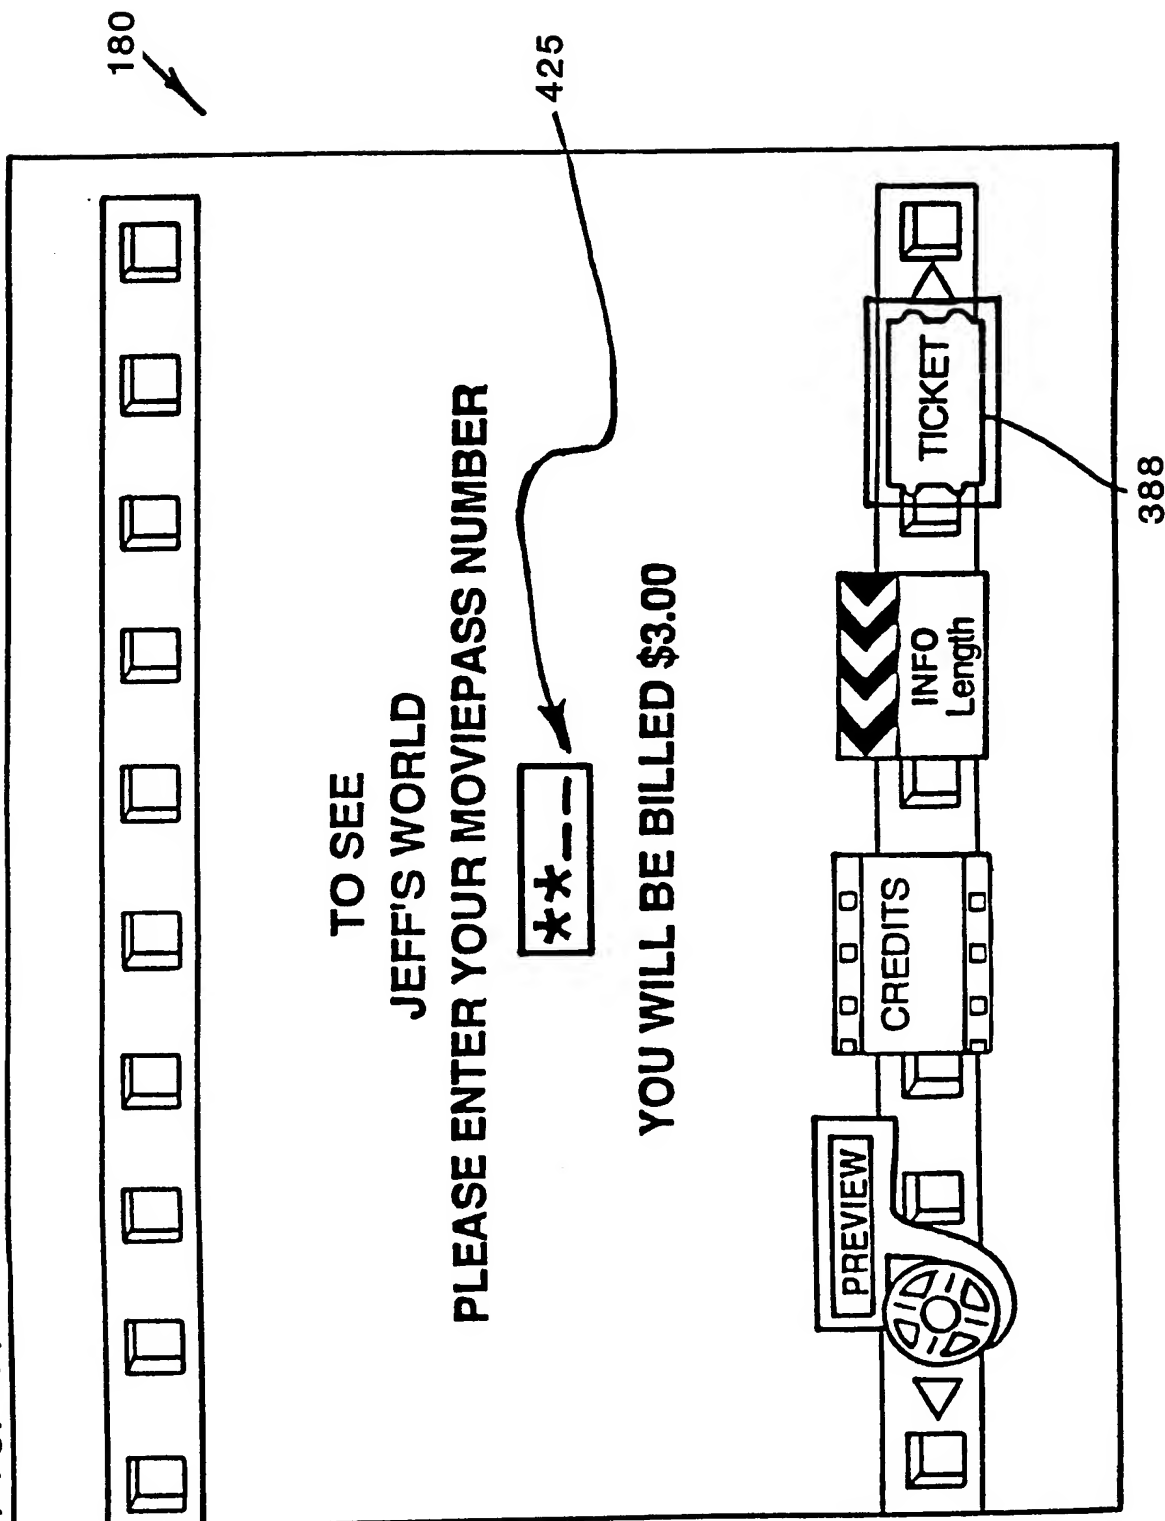 180
TO SEE
JEFF'S WORLD
PLEASE ENTER YOUR MOVIEPASS NUMBER
425
**__
YOU WILL BE BILLED $3.00
PREVIEW
CREDITS
INFO
Length
TICKET
388